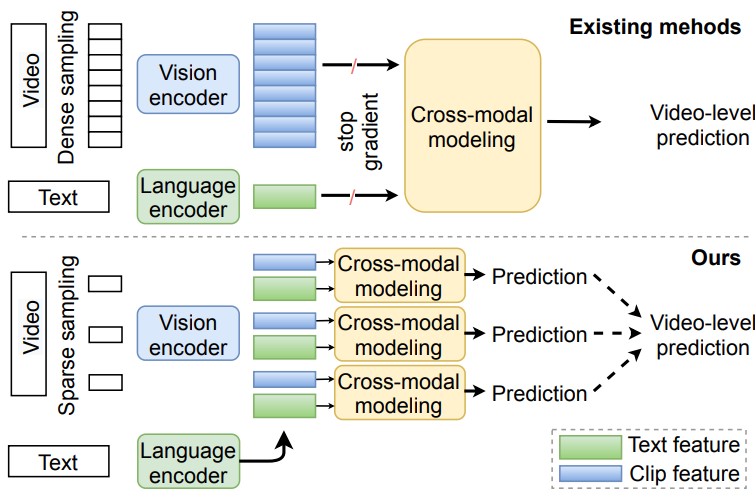 Existing mehods
Video
Dense sampling
Vision
encoder
stop
gradient
Cross-modal
modeling
Video-level
prediction
Text
Language
encoder
Ours
Video
Sparse sampling
Vision
encoder
Cross-modal
modeling
Prediction
Cross-modal
modeling
Prediction
Cross-modal
modeling
Prediction
Video-level
prediction
Text
Language
encoder
Text feature
Clip feature